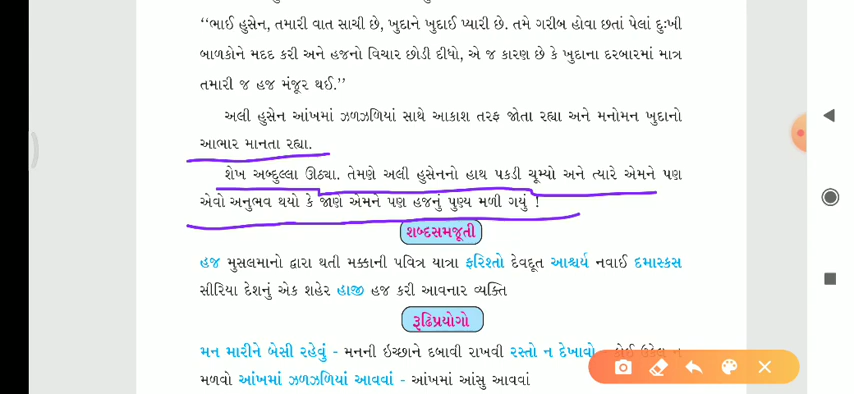 “ભાઈ હુસેન, તમારી વાત સાચી છે, ખુદાને ખુદાઈ પ્યારી છે. તમે ગરીબ હોવા છતાં પેલાં દુઃખી
બાળકોને મદદ કરી અને હજનો વિચાર છોડી દીધો, એ જ કારણ છે કે ખુદાના દરબારમાં માત્ર
તમારી જ હજ મંજૂર થઈ.”
અલી હુસેન આંખમાં ઝળઝળિયાં સાથે આકાશ તરફ જોતા રહ્યા અને મનોમન ખુદાનો
આભાર માનતા રહ્યા.
શેખ અબ્દુલ્લા ઊઠ્યા. તેમણે અલી હુસેનનો હાથ પકડી ચૂમ્યો અને ત્યારે એમને પણ
એવો અનુભવ થયો કે જાણે એમને પણ હજનું પુણ્ય મળી ગયું !
શબ્દસમજૂતી
હજ મુસલમાનો દ્વારા થતી મક્કાની પવિત્ર યાત્રા ફરિશ્તો દેવદૂત આશ્ચર્ય નવાઈ દમાસ્કસ
સીરિયા દેશનું એક શહેર હાજી હજ કરી આવનાર વ્યક્તિ
રૂઢિપ્રયોગો
મન મારીને બેસી રહેવું - મનની ઇચ્છાને દબાવી રાખવી રસ્તો ન દેખાવો
મળવો આંખમાં ઝળઝળિયાં આવવાં - આંખમાં આંસુ આવવાં